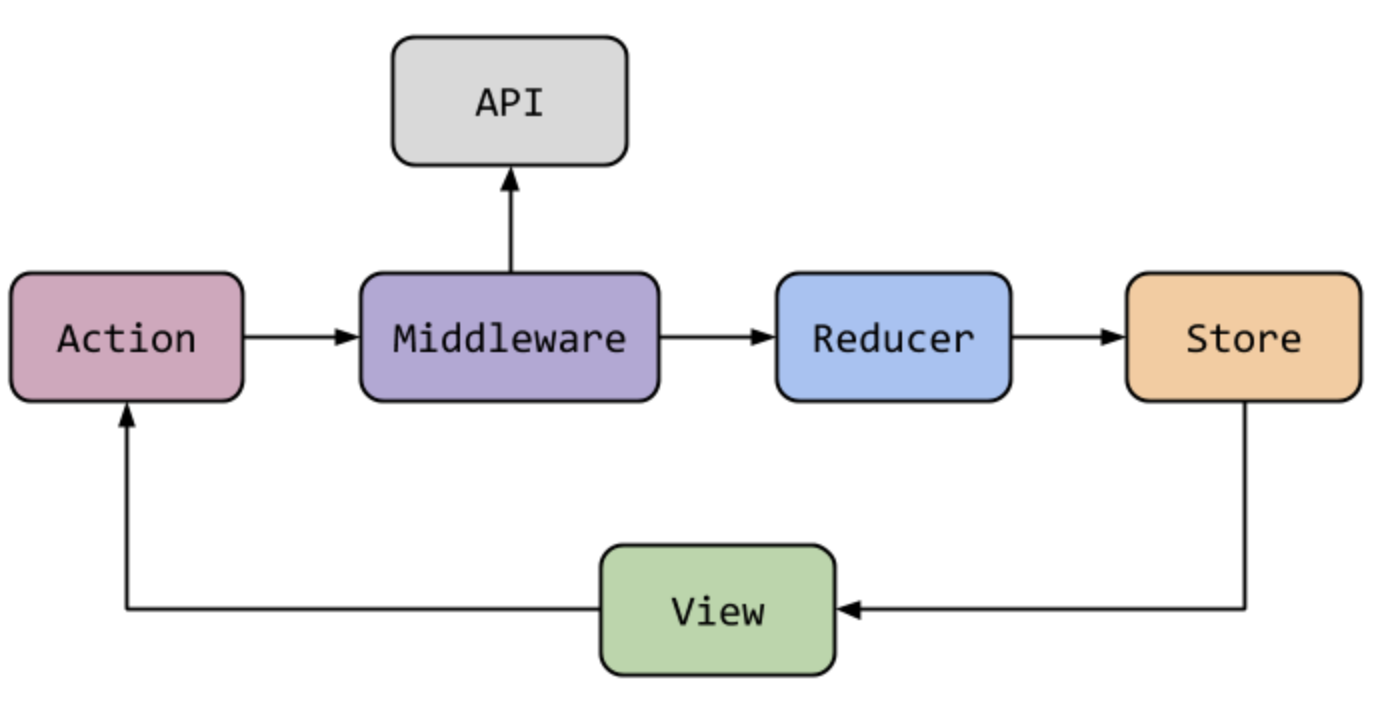 API
Action
Middleware
Reducer
Store
View